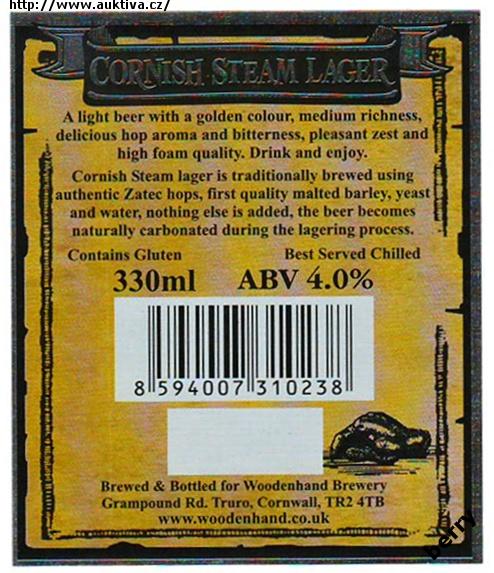 http://www.auktiva.cz/
CORNISH STEAM LAGER
A light beer with a golden colour, medium richness,
delicious hop aroma and bitterness, pleasant zest and
high foam quality. Drink and enjoy.
Cornish Steam lager is traditionally brewed using
authentic Zatec hops, first quality malted barley, yeast
and water, nothing else is added, the beer becomes
naturally carbonated during the lagering process.
Contains Gluten Best Served Chilled
330ml ABV 4.0%
8 594007 310238
Brewed & Bottled for Woodenhand Brewery
Grampound Rd. Truro, Cornwall, TR2 4TB
www.woodenhand.co.uk
berry